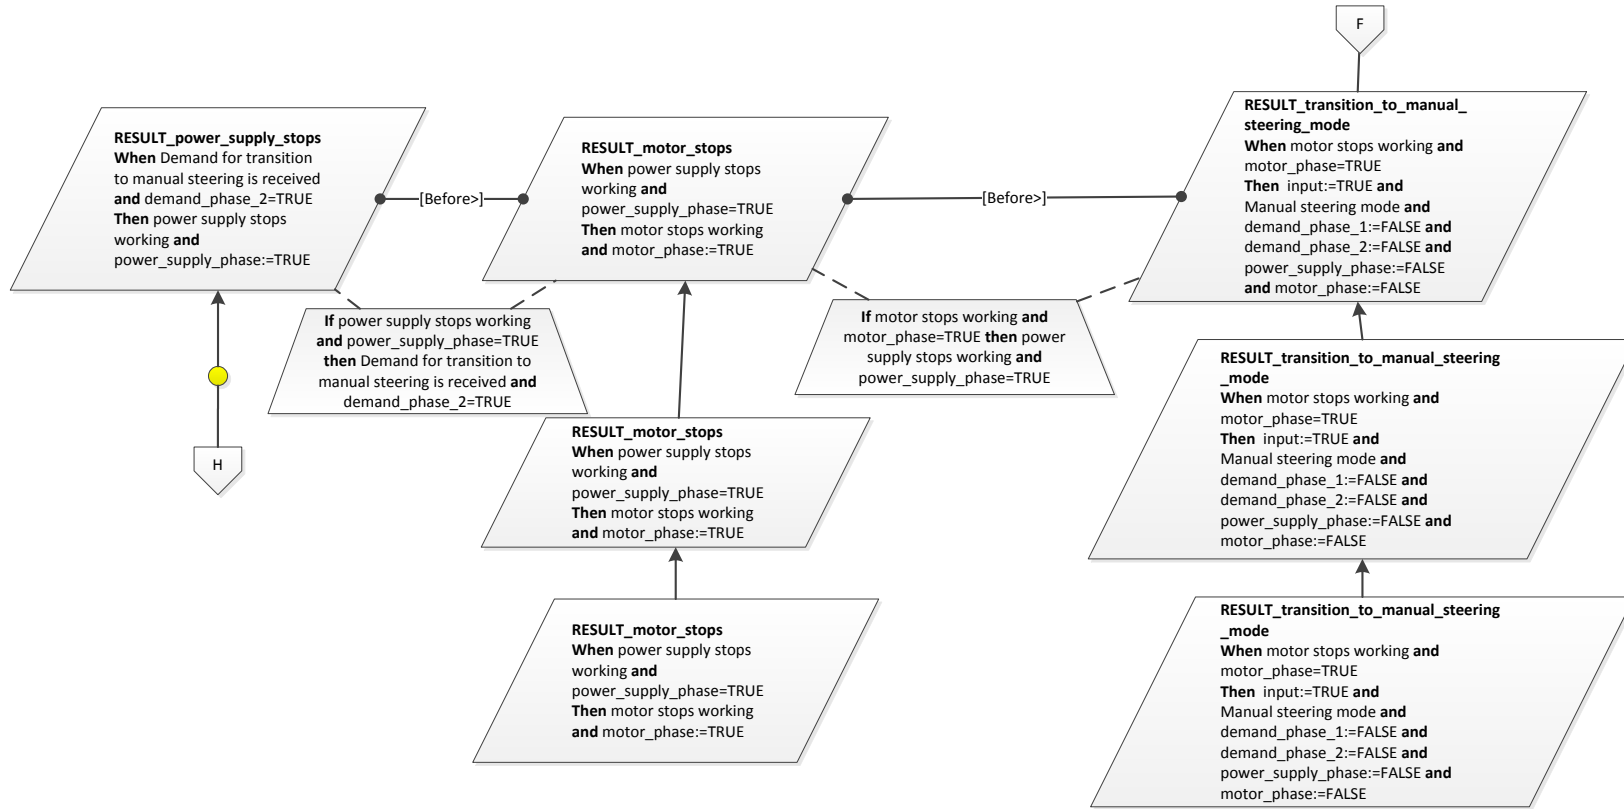 F
RESULT_power_supply_stops
When Demand for transition
to manual steering is received
and demand_phase_2=TRUE
Then power supply stops
working and
power_supply_phase:=TRUE
[Before>]
RESULT_motor_stops
When power supply stops
working and
power_supply_phase=TRUE
Then motor stops working
and motor_phase:=TRUE
[Before>]
RESULT_transition_to_manual_
steering_mode
When motor stops working and
motor_phase=TRUE
Then input:=TRUE and
Manual steering mode and
demand_phase_1:=FALSE and
demand_phase_2:=FALSE and
power_supply_phase:=FALSE
and motor_phase:=FALSE
If power supply stops working
and power_supply_phase=TRUE
then Demand for transition to
manual steering is received and
demand_phase_2=TRUE
If motor stops working and
motor_phase=TRUE then power
supply stops working and
power_supply_phase=TRUE
H
RESULT_motor_stops
When power supply stops
working and
power_supply_phase=TRUE
Then motor stops working
and motor_phase:=TRUE
RESULT_transition_to_manual_steering
_mode
When motor stops working and
motor_phase=TRUE
Then input:=TRUE and
Manual steering mode and
demand_phase_1:=FALSE and
demand_phase_2:=FALSE and
power_supply_phase:=FALSE and
motor_phase:=FALSE
RESULT_motor_stops
When power supply stops
working and
power_supply_phase=TRUE
Then motor stops working
and motor_phase:=TRUE
RESULT_transition_to_manual_steering
_mode
When motor stops working and
motor_phase=TRUE
Then input:=TRUE and
Manual steering mode and
demand_phase_1:=FALSE and
demand_phase_2:=FALSE and
power_supply_phase:=FALSE and
motor_phase:=FALSE